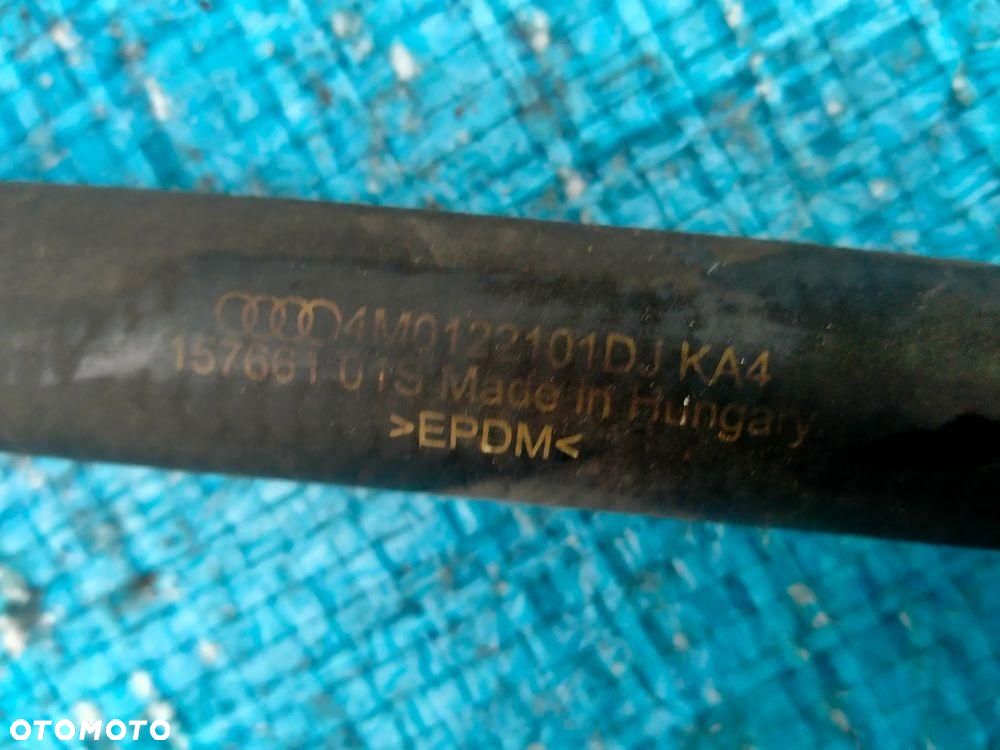 4M0122101DJ KA4
157661 01S Made in Hungary
>EPDM<
OTOMOTO